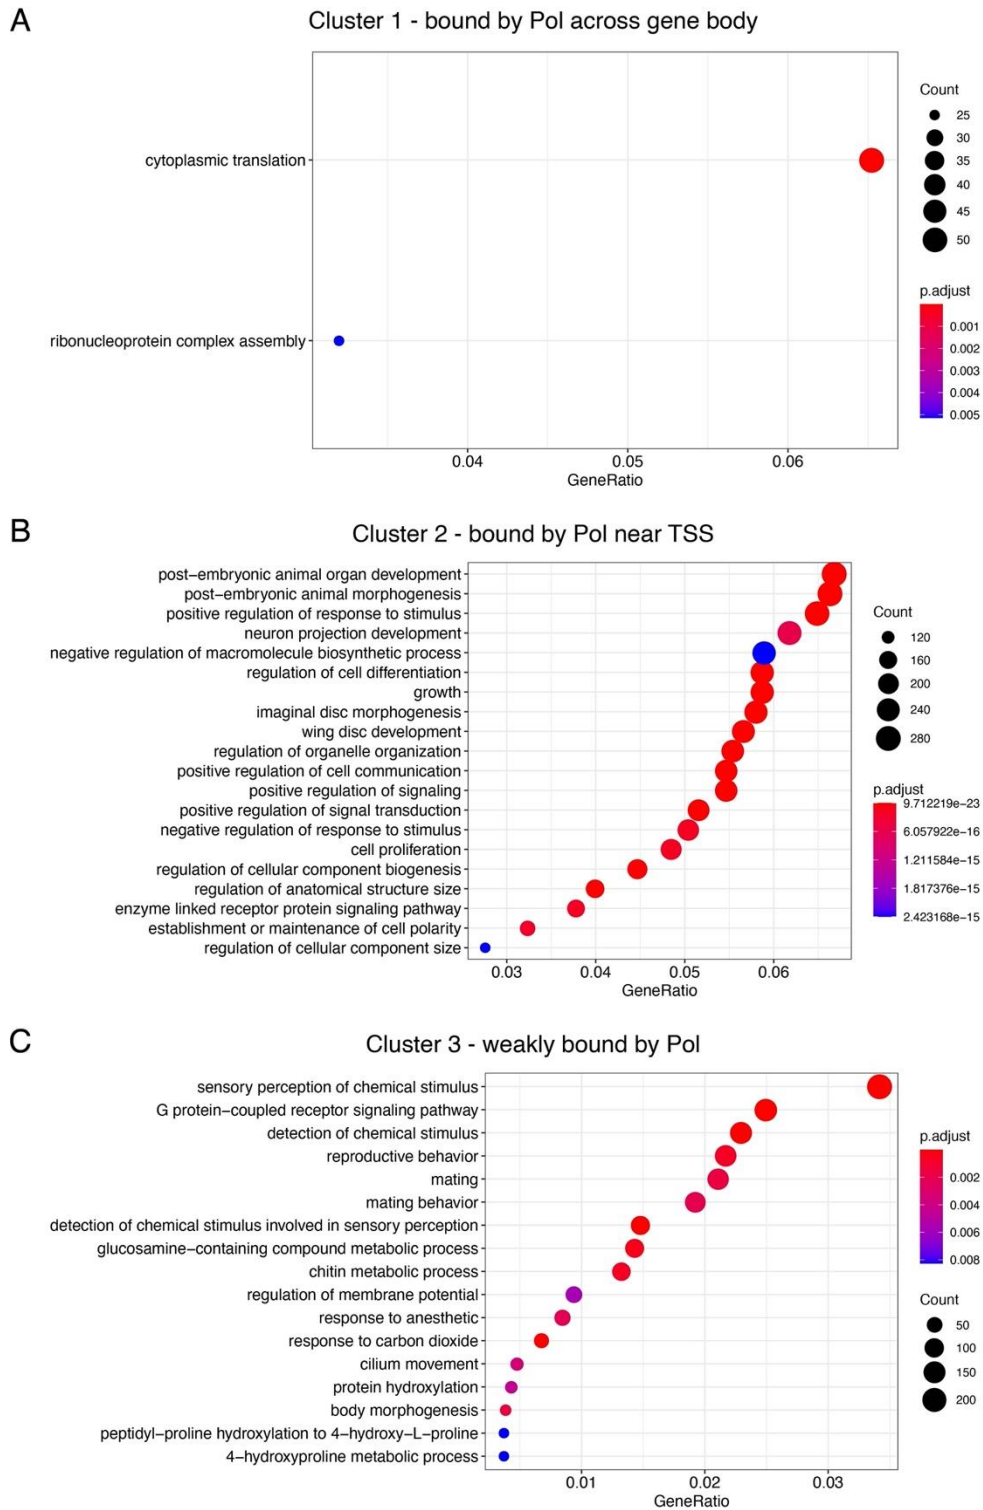 A
Cluster 1 - bound by Pol across gene body
cytoplasmic translation
ribonucleoprotein complex assembly
0.04
0.05
0.06
GeneRatio
Count
25
30
35
40
45
50
p.adjust
0.001
0.002
0.003
0.004
0.005
B
Cluster 2 - bound by Pol near TSS
post−embryonic animal organ development
post−embryonic animal morphogenesis
positive regulation of response to stimulus
neuron projection development
negative regulation of macromolecule biosynthetic process
regulation of cell differentiation
growth
imaginal disc morphogenesis
wing disc development
regulation of organelle organization
positive regulation of cell communication
positive regulation of signaling
positive regulation of signal transduction
negative regulation of response to stimulus
cell proliferation
regulation of cellular component biogenesis
regulation of anatomical structure size
enzyme linked receptor protein signaling pathway
establishment or maintenance of cell polarity
regulation of cellular component size
0.03
0.04
0.05
0.06
GeneRatio
Count
120
160
200
240
280
p.adjust
9.712219e−23
6.057922e−16
1.211584e−15
1.817376e−15
2.423168e−15
C
Cluster 3 - weakly bound by Pol
sensory perception of chemical stimulus
G protein−coupled receptor signaling pathway
detection of chemical stimulus
reproductive behavior
mating
mating behavior
detection of chemical stimulus involved in sensory perception
glucosamine−containing compound metabolic process
chitin metabolic process
regulation of membrane potential
response to anesthetic
response to carbon dioxide
cilium movement
protein hydroxylation
body morphogenesis
peptidyl−proline hydroxylation to 4−hydroxy−L−proline
4−hydroxyproline metabolic process
0.01
0.02
0.03
GeneRatio
p.adjust
0.002
0.004
0.006
0.008
Count
50
100
150
200